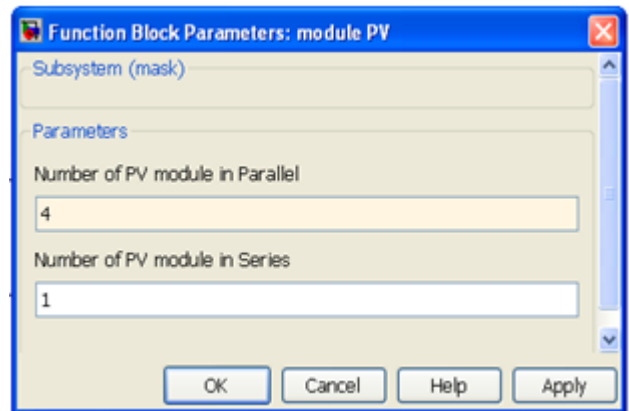 Function Block Parameters: module PV
Subsystem (mask)
Parameters
Number of PV module in Parallel
4
Number of PV module in Series
1
OK Cancel Help Apply